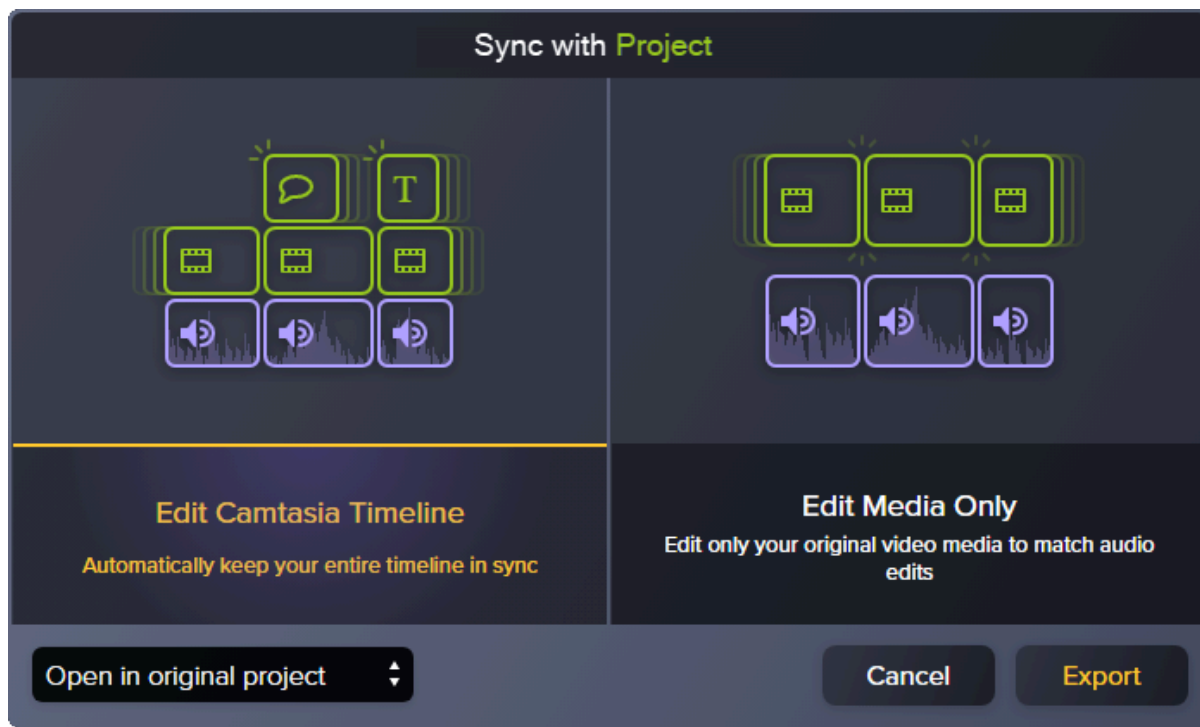 Sync with Project
T
Edit Camtasia Timeline
Automatically keep your entire timeline in sync
Edit Media Only
Edit only your original video media to match audio
edits
Open in original project
Cancel
Export